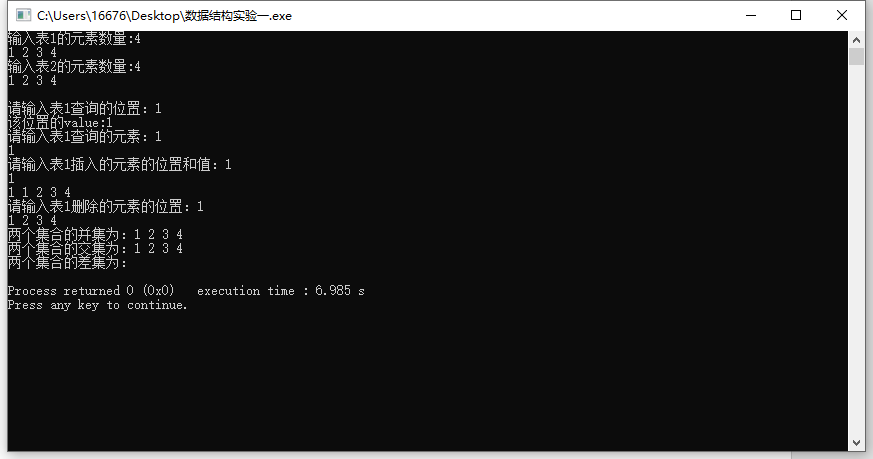 C:\Users\16676\Desktop\数据结构实验一.exe
输入表1的元素数量:4
1 2 3 4
输入表2的元素数量:4
1 2 3 4
请输入表1查询的位置：1
该位置的value:1
请输入表1查询的元素：1
1
请输入表1插入的元素的位置和值：1
1
1 1 2 3 4
请输入表1删除的元素的位置：1
1 2 3 4
两个集合的并集为：1 2 3 4
两个集合的交集为：1 2 3 4
两个集合的差集为：
Process returned 0 (0x0)   execution time : 6.985 s
Press any key to continue.